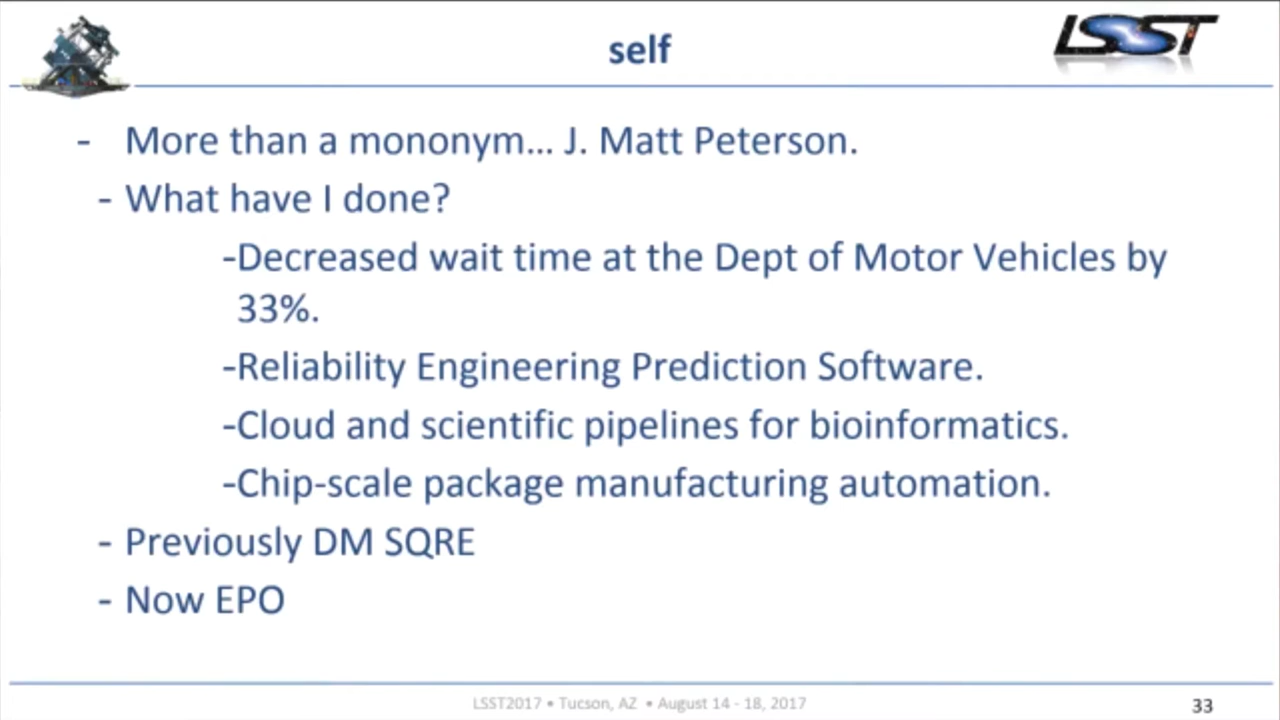 self
LSST
- More than a mononym... J. Matt Peterson.
- What have I done?
-Decreased wait time at the Dept of Motor Vehicles by
33%.
-Reliability Engineering Prediction Software.
-Cloud and scientific pipelines for bioinformatics.
-Chip-scale package manufacturing automation.
- Previously DM SQRE
- Now EPO
LSST2017 • Tucson, AZ • August 14 - 18, 2017
33